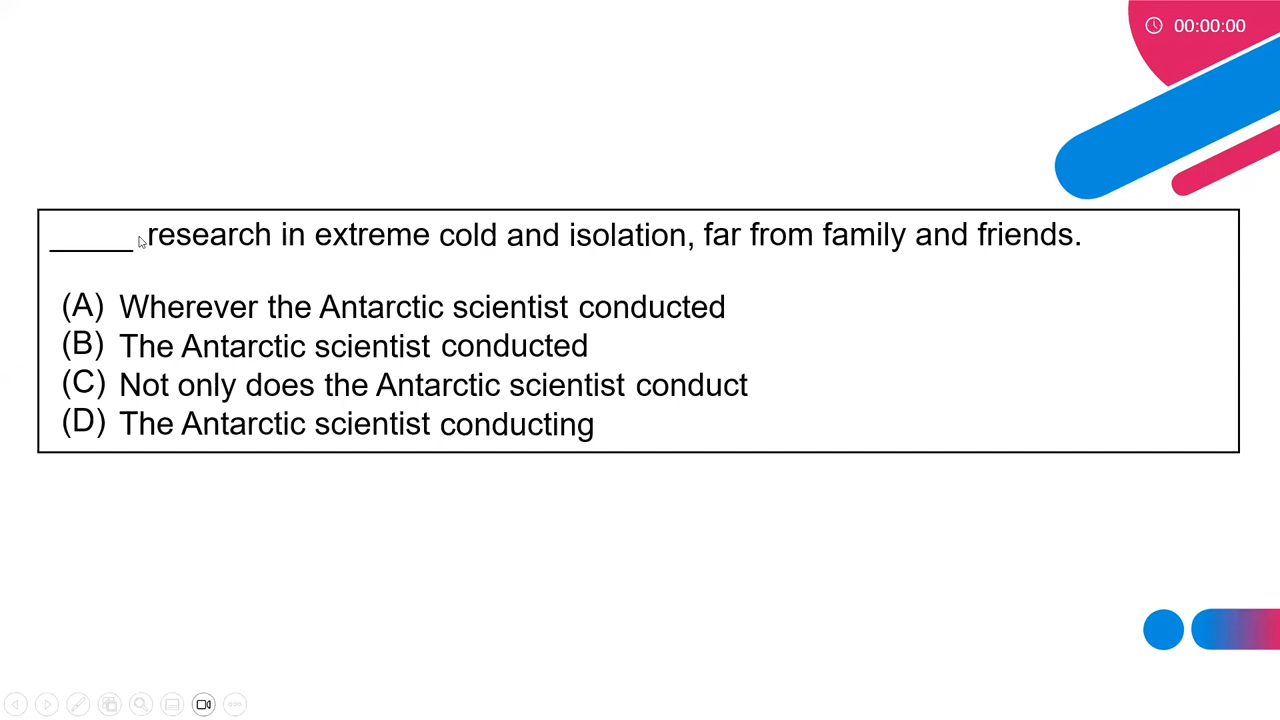 00:00:00
_____ research in extreme cold and isolation, far from family and friends.
(A) Wherever the Antarctic scientist conducted
(B) The Antarctic scientist conducted
(C) Not only does the Antarctic scientist conduct
(D) The Antarctic scientist conducting